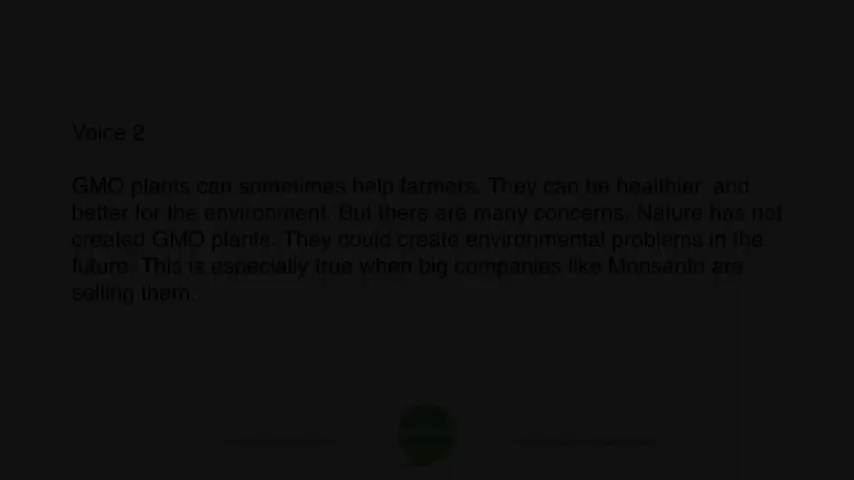 Voice 2
GMO plants can sometimes help farmers. They can be healthier, and
better for the environment. But there are many concerns. Nature has not
created GMO plants. They could create environmental problems in the
future. This is especially true when big companies like Monsanto are
selling them.